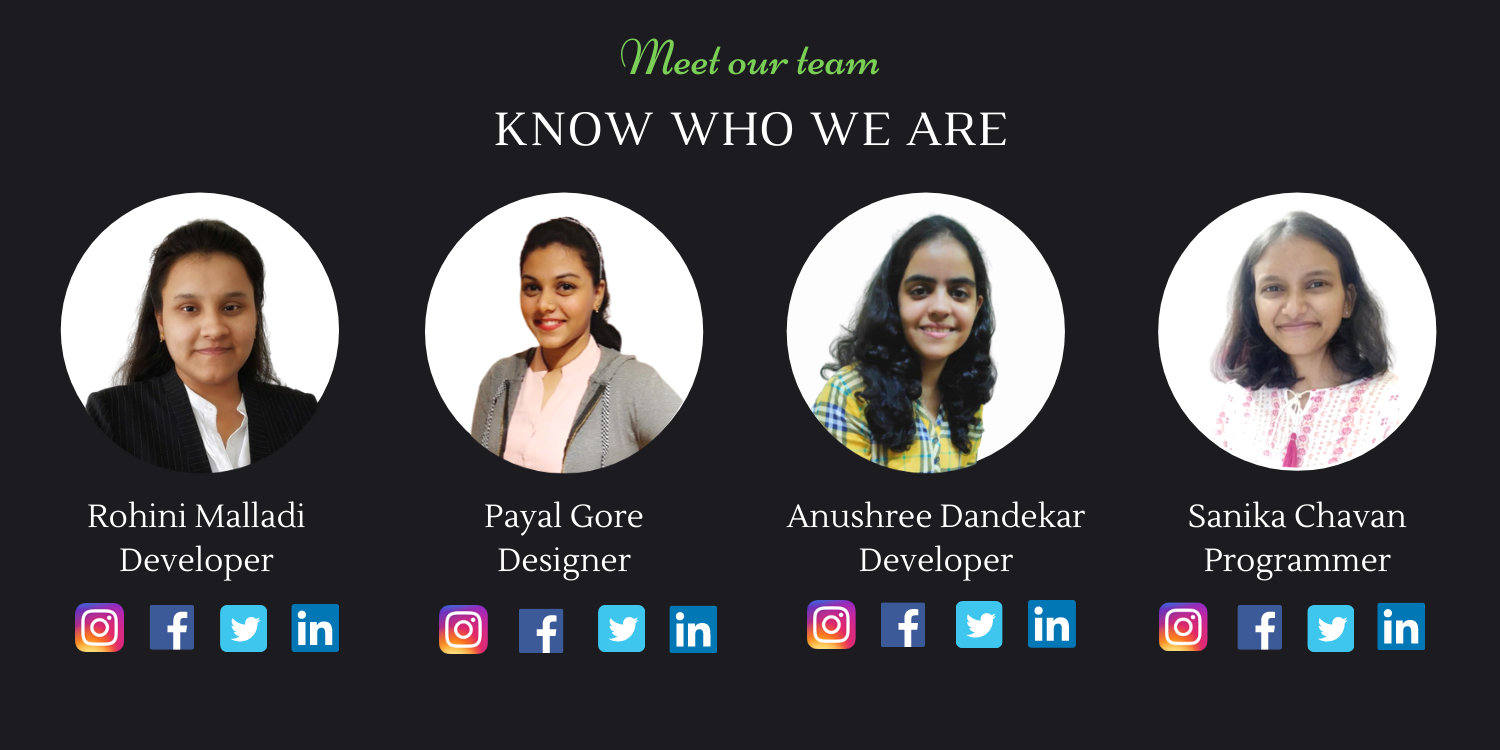 Meet our team
KNOW WHO WE ARE
Rohini Malladi
Developer
Payal Gore
Designer
Anushree Dandekar
Developer
Sanika Chavan
Programmer